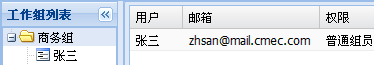 工作组列表
商务组
张三
用户 邮箱 权限
张三 zhsan@mail.cmec.com 普通组员